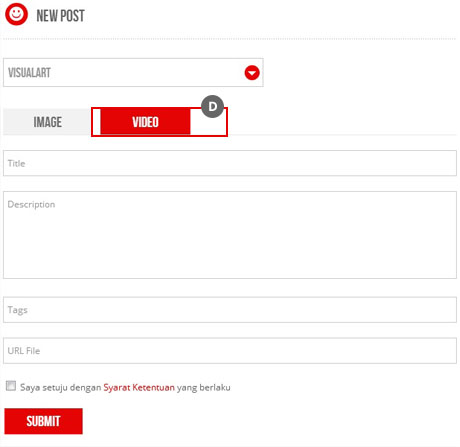 NEW POST
VISUALART
D
IMAGE
VIDEO
Title
Description
Tags
URL File
Saya setuju dengan Syarat Ketentuan yang berlaku
SUBMIT